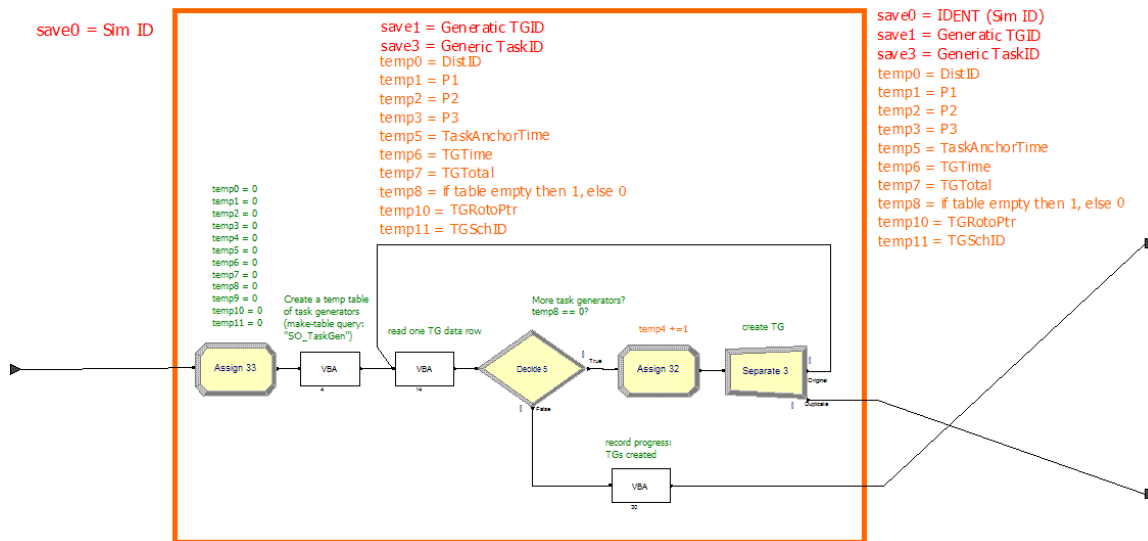 save0 = Sim ID
save1 = Generatic TGID
save3 = Generic TaskID
temp0 = DistID
temp1 = P1
temp2 = P2
temp3 = P3
temp5 = TaskAnchorTime
temp6 = TGTime
temp7 = TGTotal
temp8 = if table empty then 1, else 0
temp10 = TGRotoPtr
temp11 = TGSchID
save0 = IDENT (Sim ID)
save1 = Generatic TGID
save3 = Generic TaskID
temp0 = DistID
temp1 = P1
temp2 = P2
temp3 = P3
temp5 = TaskAnchorTime
temp6 = TGTime
temp7 = TGTotal
temp8 = if table empty then 1, else 0
temp10 = TGRotoPtr
temp11 = TGSchID
temp0 = 0
temp1 = 0
temp2 = 0
temp3 = 0
temp4 = 0
temp5 = 0
temp6 = 0
temp7 = 0
temp8 = 0
temp9 = 0
temp10 = 0
temp11 = 0
Create a temp table
of task generators
(make-table query:
"SO_TaskGen")
read one TG data row
More task generators?
temp8 == 0?
temp4 +=1
create TG
Assign 33
VBA
4
VBA
14
Decide 5
True
False
Assign 32
Separate 3
Original
Duplicate
record progress:
TGs created
VBA